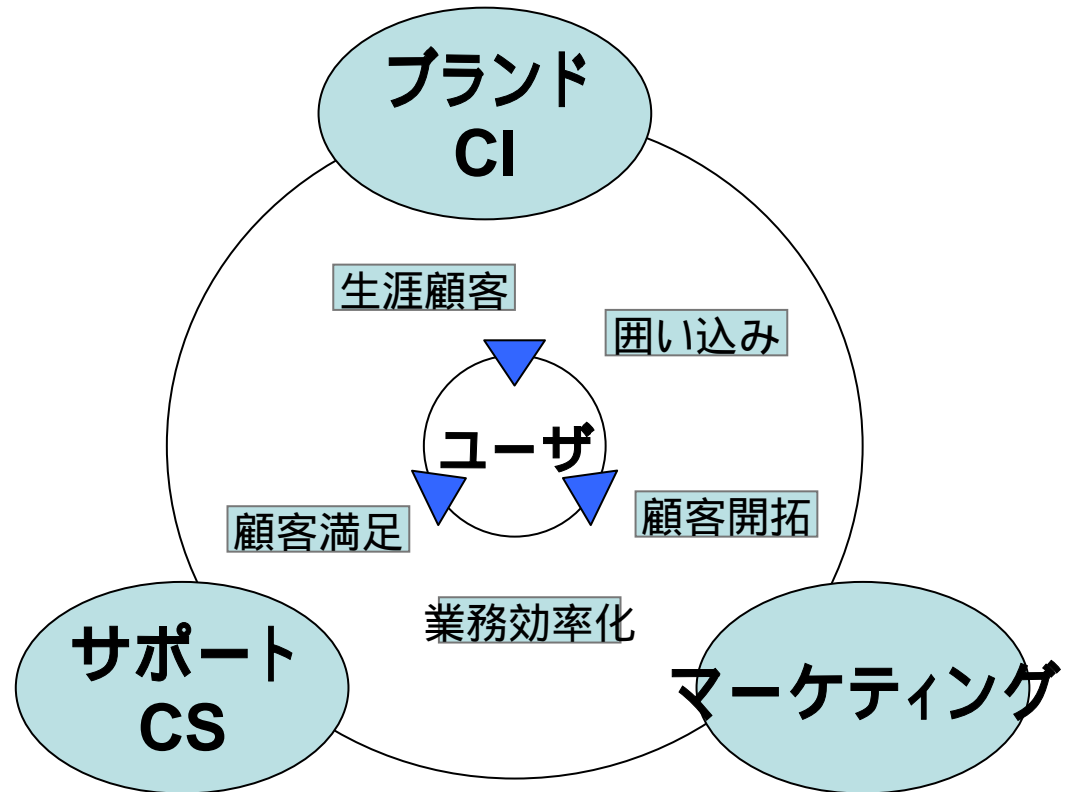 ブランド
CI
生涯顧客
囲い込み
ユーザ
顧客満足
顧客開拓
業務効率化
サポート
CS
マーケティング